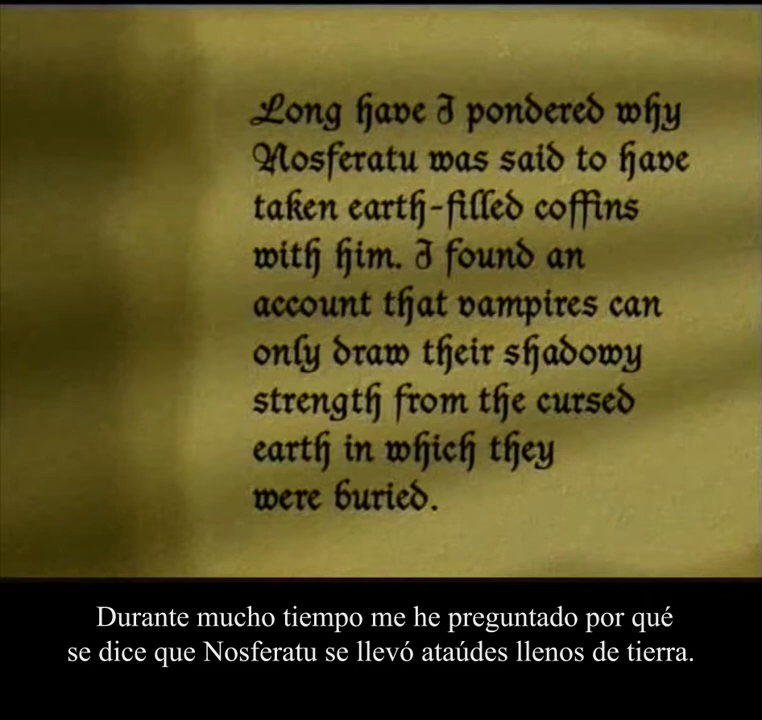 Long have I pondered why
Nosferatu was said to have
taken earth-filled coffins
with him. I found an
account that vampires can
only draw their shadowy
strength from the cursed
earth in which they
were buried.
Durante mucho tiempo me he preguntado por qué
se dice que Nosferatu se llevó ataúdes llenos de tierra.